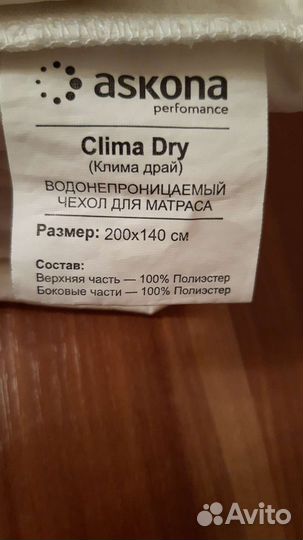 askona
perfomance
Clima Dry
(Клима драй)
ВОДОНЕПРОНИЦАЕМЫЙ
ЧЕХОЛ ДЛЯ МАТРАСА
Размер: 200x140 см
Состав:
Верхняя часть — 100% Полиэстер
Боковые части — 100% Полиэстер
Avito